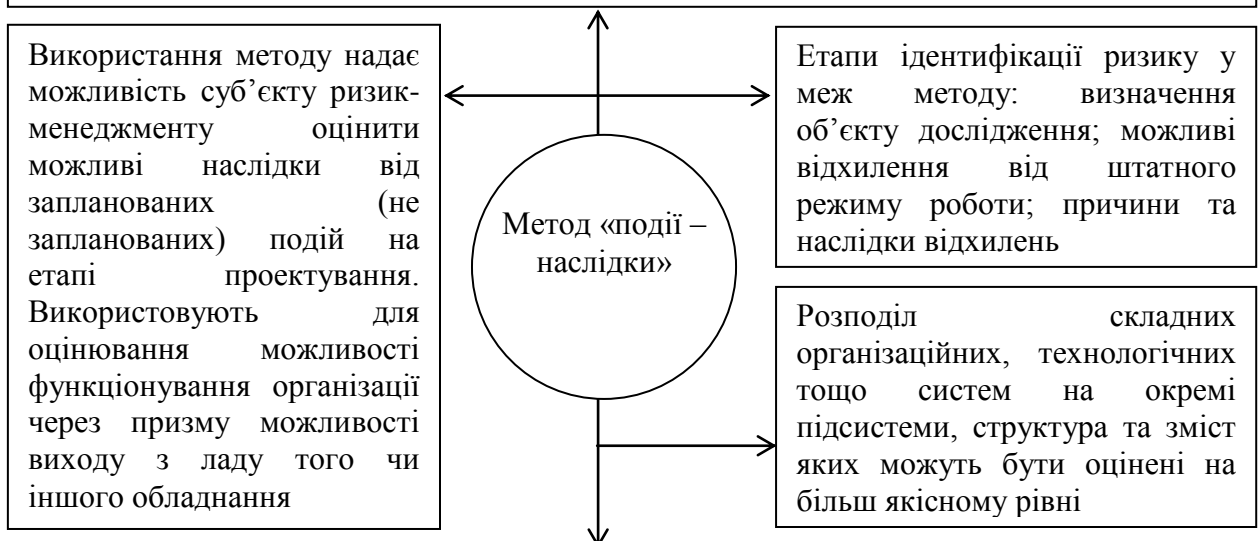 Використання методу надає
можливість суб’єкту ризик-
менеджменту оцінити
можливі наслідки від
запланованих (не
запланованих) подій на
етапі проектування.
Використовують для
оцінювання можливості
функціонування організації
через призму можливості
виходу з ладу того чи
іншого обладнання
Метод «події –
наслідки»
Етапи ідентифікації ризику у
меж методу: визначення
об’єкту дослідження; можливі
відхилення від штатного
режиму роботи; причини та
наслідки відхилень
Розподіл складних
організаційних, технологічних
тощо систем на окремі
підсистеми, структура та зміст
яких можуть бути оцінені на
більш якісному рівні